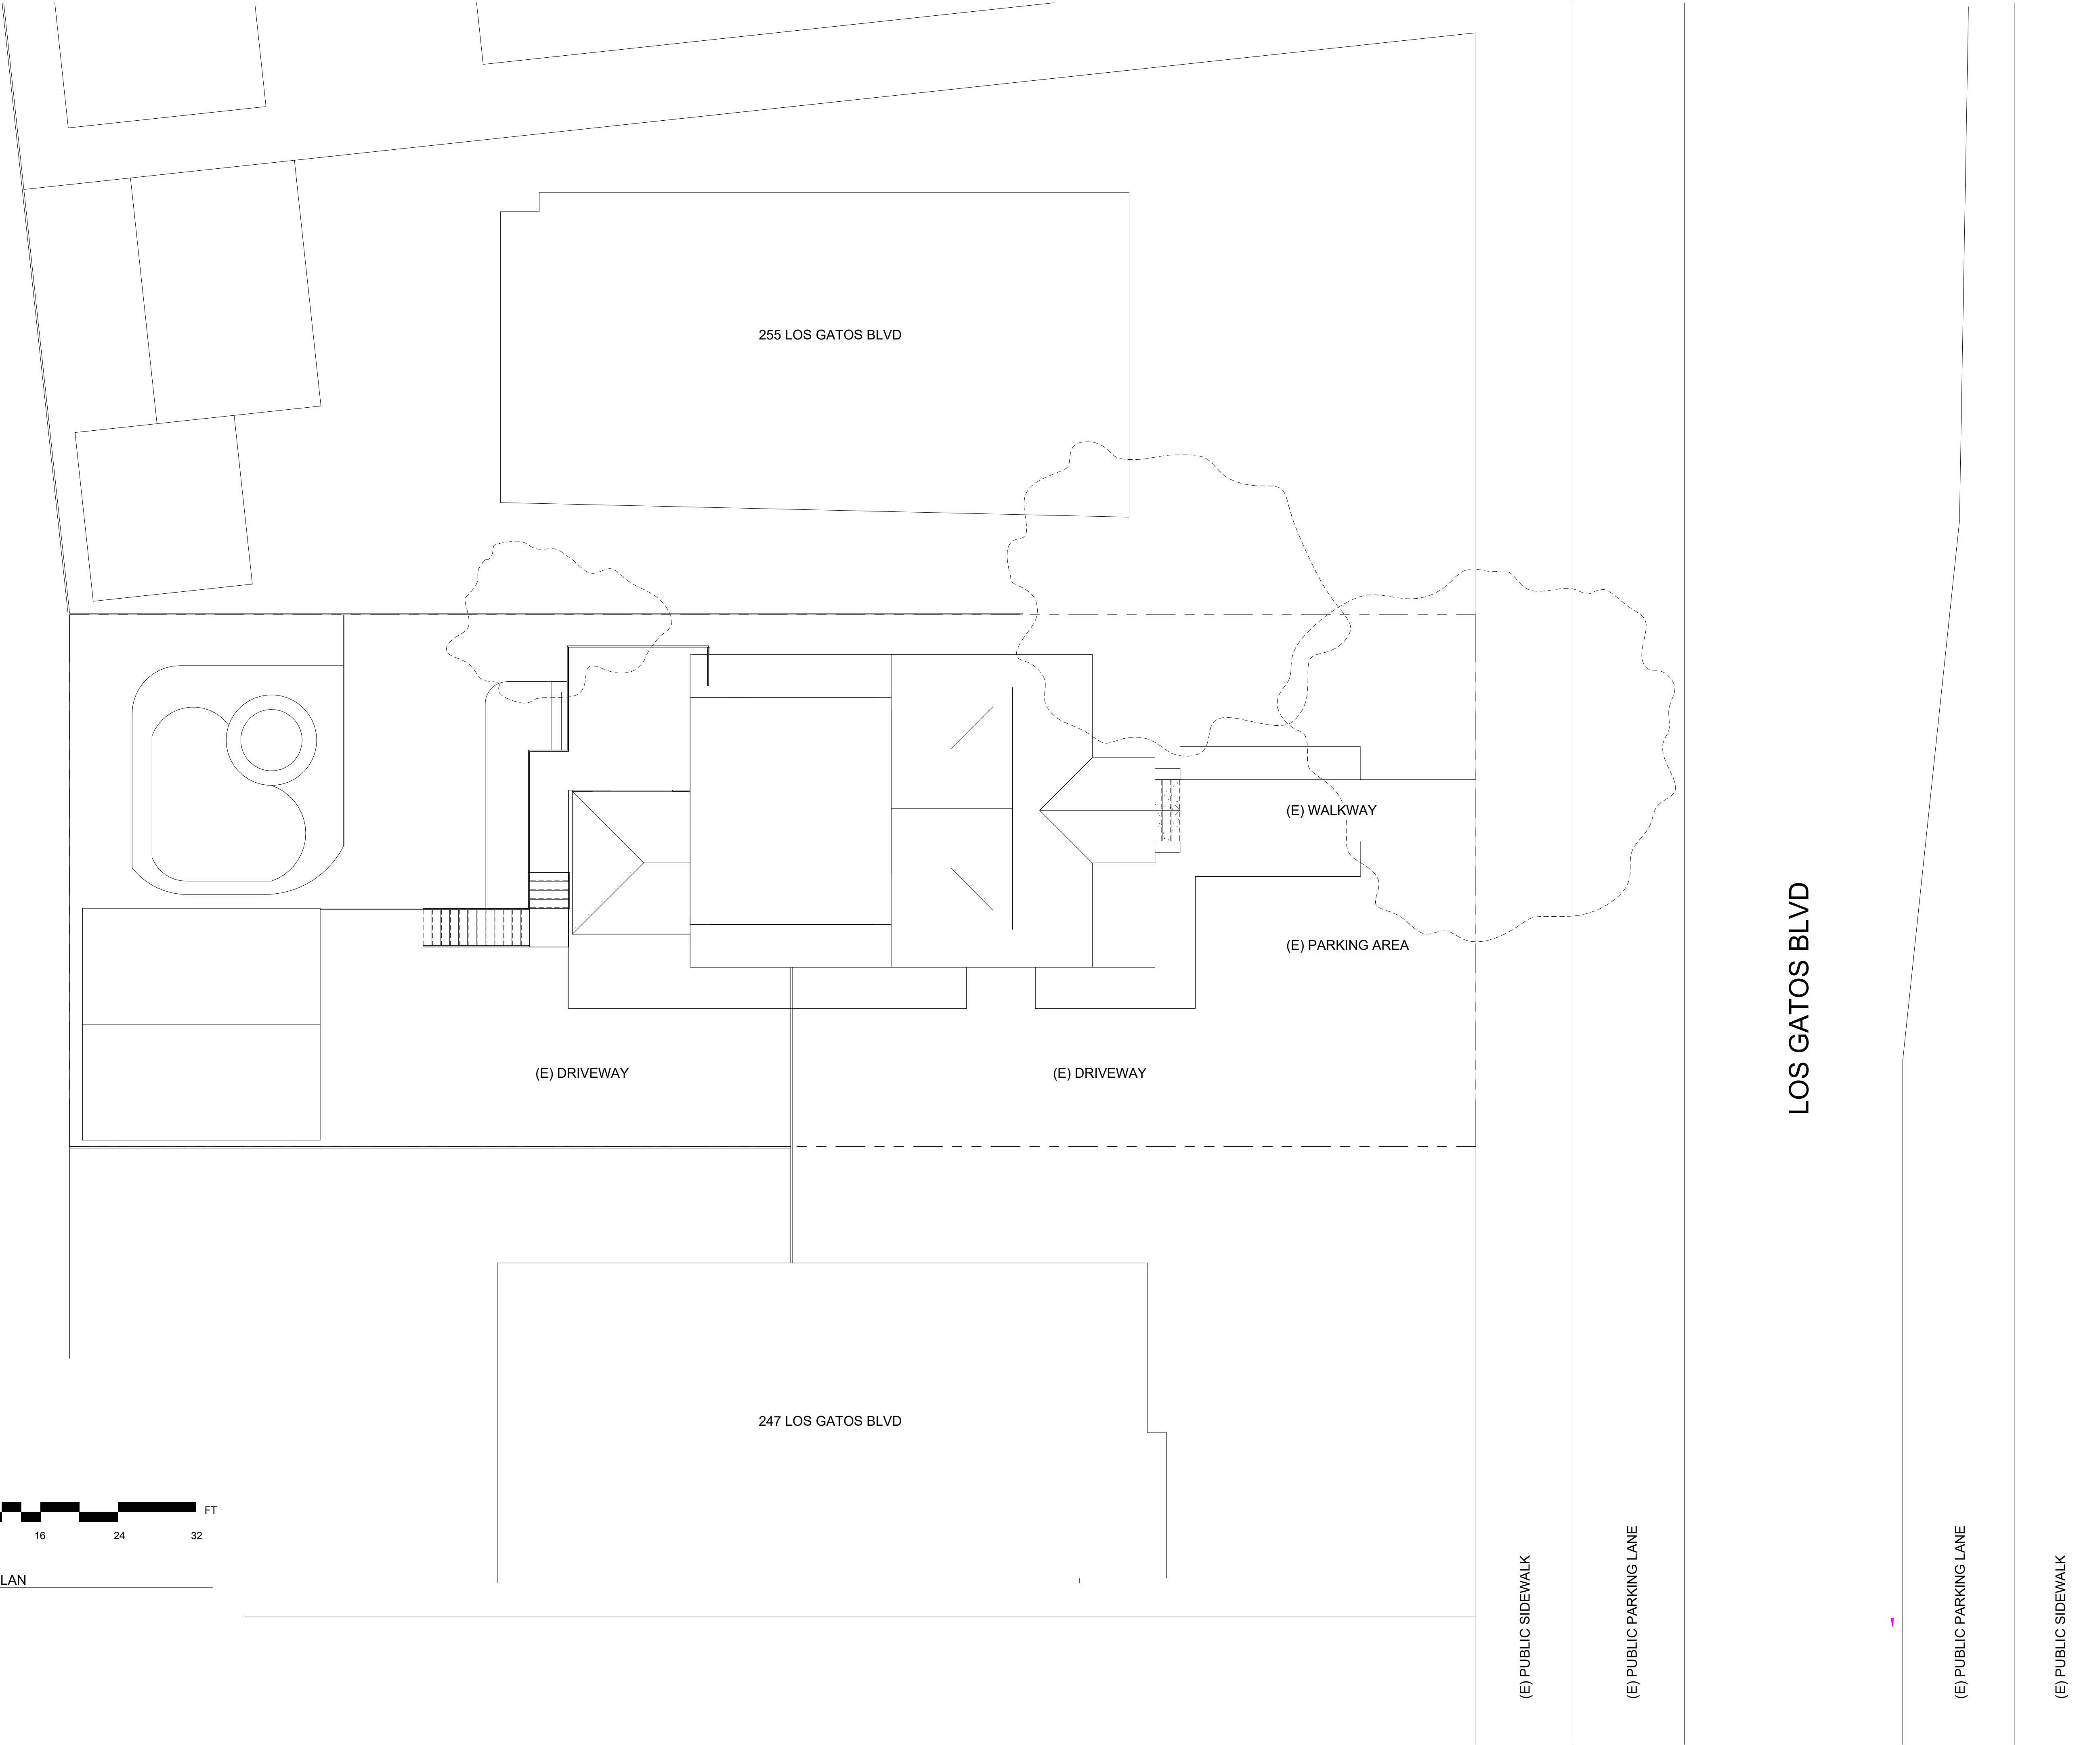 255 LOS GATOS BLVD
(E) WALKWAY
(E) PARKING AREA
LOS GATOS BLVD
(E) DRIVEWAY
(E) DRIVEWAY
247 LOS GATOS BLVD
FT
16 24 32
LAN
(E) PUBLIC SIDEWALK
(E) PUBLIC PARKING LANE
(E) PUBLIC PARKING LANE
(E) PUBLIC SIDEWALK